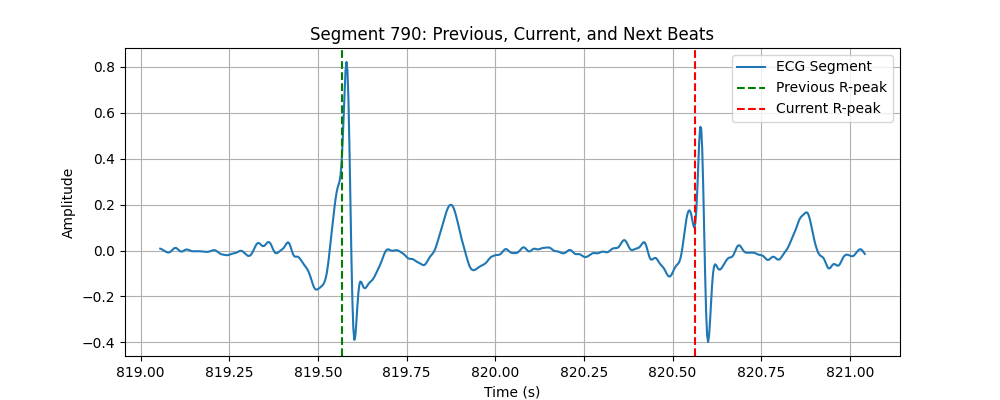 Segment 790: Previous, Current, and Next Beats
ECG Segment
Previous R-peak
Current R-peak
Amplitude
0.8
0.6
0.4
0.2
0.0
−0.2
−0.4
819.00 819.25 819.50 819.75 820.00 820.25 820.50 820.75 821.00
Time (s)